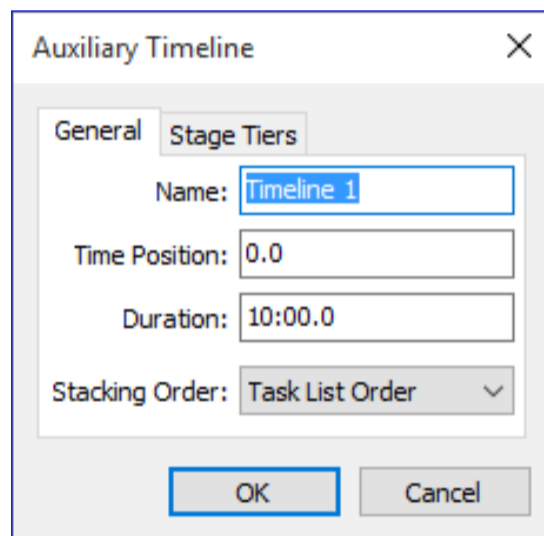 Auxiliary Timeline
General
Stage Tiers
Name: Timeline 1
Time Position: 0.0
Duration: 10:00.0
Stacking Order: Task List Order
OK
Cancel